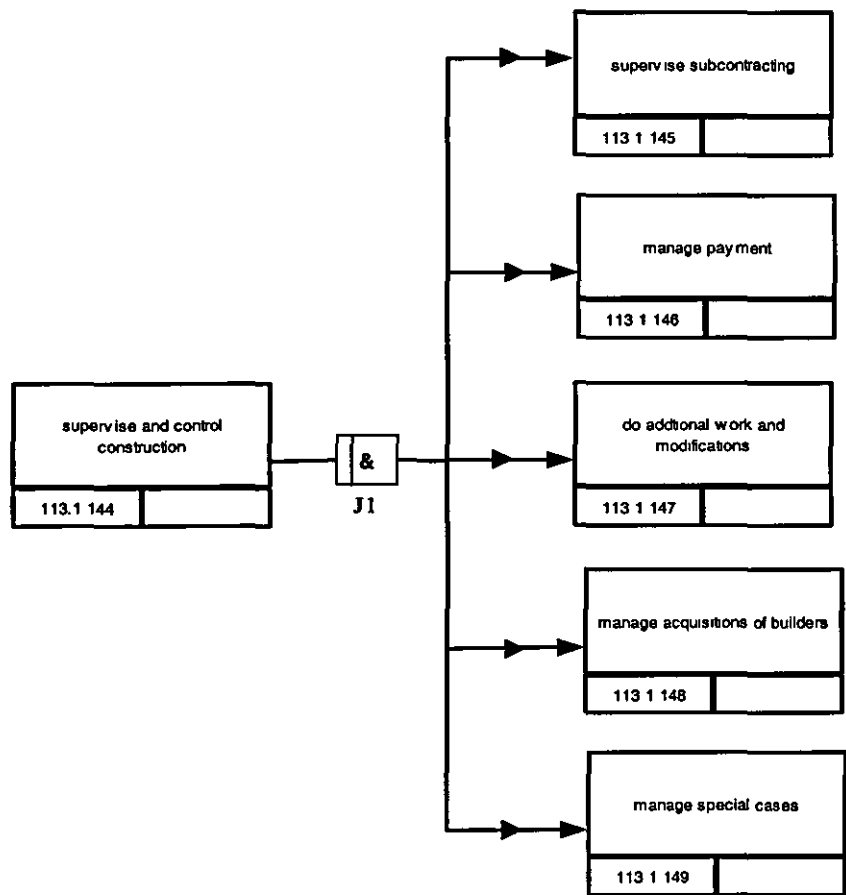 supervise subcontracting
113 1 145
manage payment
113 1 146
supervise and control
construction
113.1 144
&
J1
do addtional work and
modifications
113 1 147
manage acquisitions of builders
113 1 148
manage special cases
113 1 149